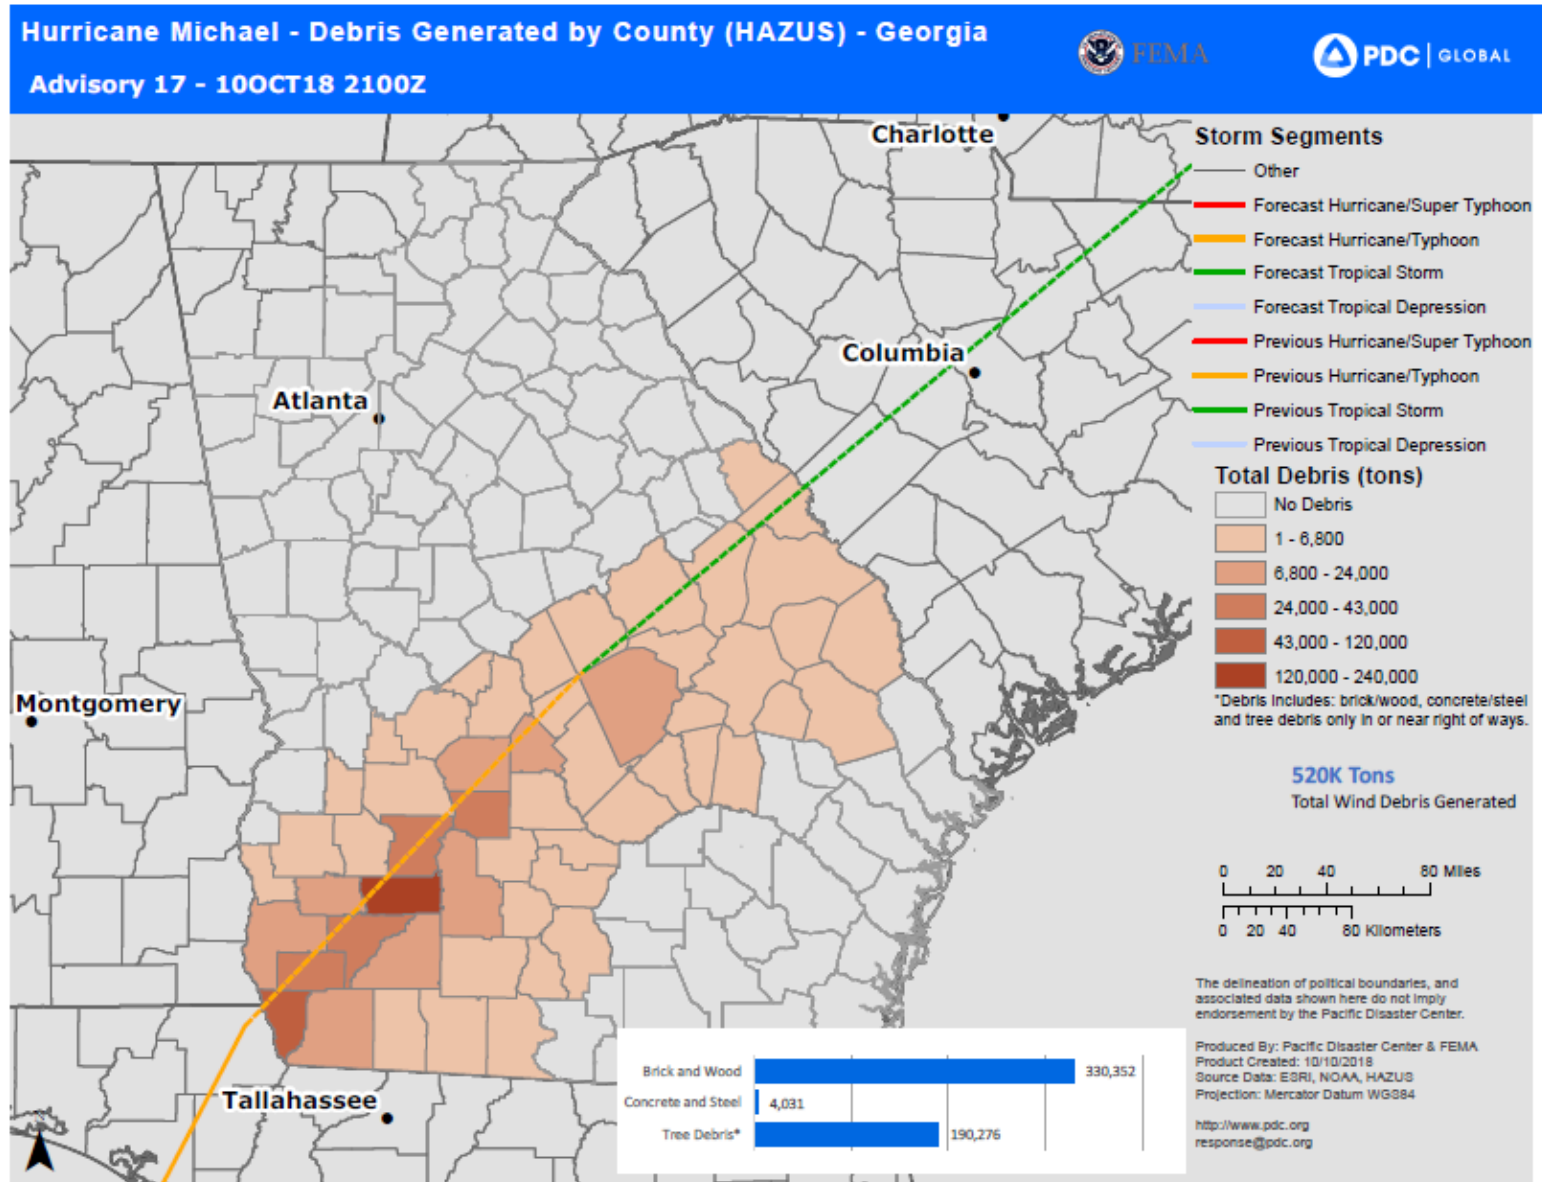 Hurricane Michael - Debris Generated by County (HAZUS) - Georgia
Advisory 17 - 10OCT18 2100Z
FEMA
PDC | GLOBAL
Charlotte
Columbia
Atlanta
Montgomery
Tallahassee
Storm Segments
Other
Forecast Hurricane/Super Typhoon
Forecast Hurricane/Typhoon
Forecast Tropical Storm
Forecast Tropical Depression
Previous Hurricane/Super Typhoon
Previous Hurricane/Typhoon
Previous Tropical Storm
Previous Tropical Depression
Total Debris (tons)
No Debris
1 - 6,800
6,800 - 24,000
24,000 - 43,000
43,000 - 120,000
120,000 - 240,000
*Debris includes: brick/wood, concrete/steel
and tree debris only in or near right of ways.
520K Tons
Total Wind Debris Generated
0 20 40 80 Miles
0 20 40 80 Kilometers
The delineation of political boundaries, and
associated data shown here do not imply
endorsement by the Pacific Disaster Center.
Produced By: Pacific Disaster Center & FEMA
Product Created: 10/10/2018
Source Data: ESRI, NOAA, HAZUS
Projection: Mercator Datum WGS84
http://www.pdc.org
response@pdc.org
Brick and Wood 330,352
Concrete and Steel 4,031
Tree Debris* 190,276